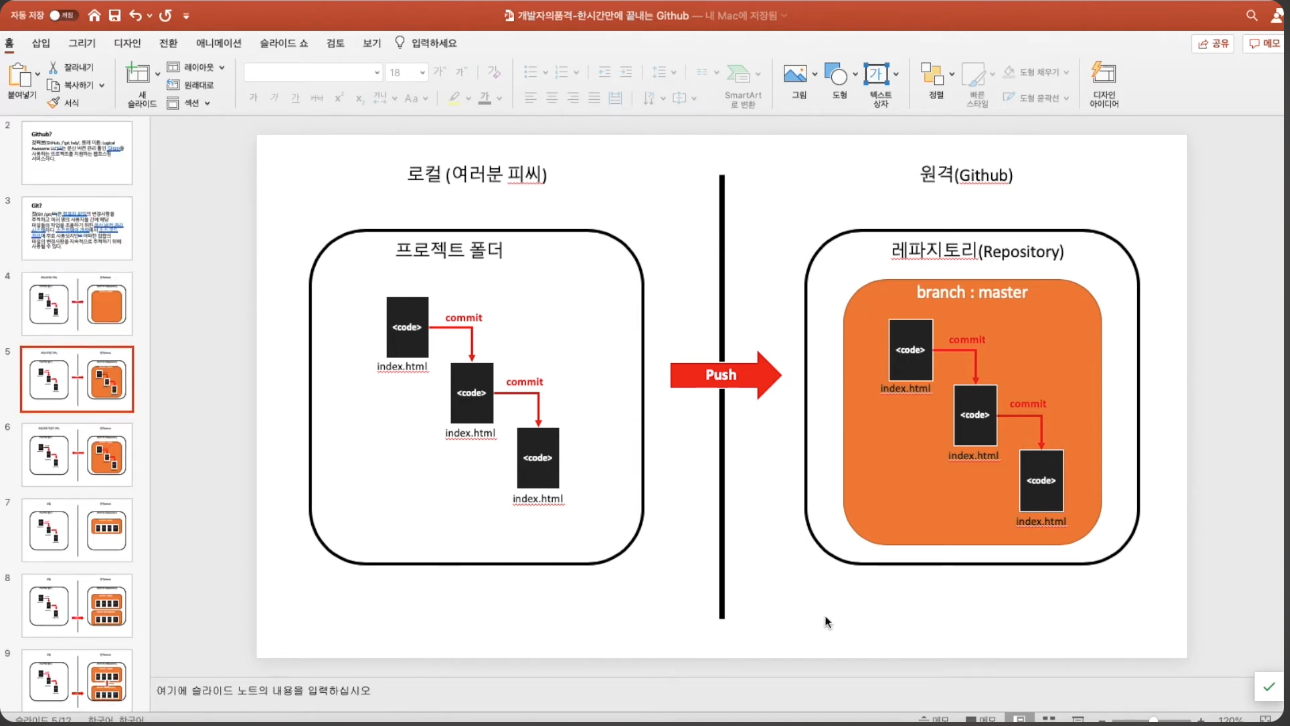 자동 저장 꺼짐
개발자의품격-한시간안에 끝내는 Github — 내 Mac에 저장됨
홈 삽입 그리기 디자인 전환 애니메이션 슬라이드 쇼 검토 보기 입력하세요
공유 메모
붙여넣기
잘라내기
복사하기
서식
새
슬라이드
레이아웃
원래대로
섹션
18
SmartArt
로 변환
그림
도형
텍스트
상자
정렬
빠른
스타일
도형 채우기
도형 윤곽선
디자인
아이디어
2
Github?
3
Git?
4
5
6
7
8
9
로컬 (여러분 피씨)
원격(Github)
프로젝트 폴더
<code>
commit
index.html
<code>
commit
index.html
<code>
index.html
Push
레파지토리(Repository)
branch : master
<code>
commit
index.html
<code>
commit
index.html
<code>
index.html
여기에 슬라이드 노트의 내용을 입력하십시오
슬라이드 5/12 한국어, 한국어
메모 메모 120%